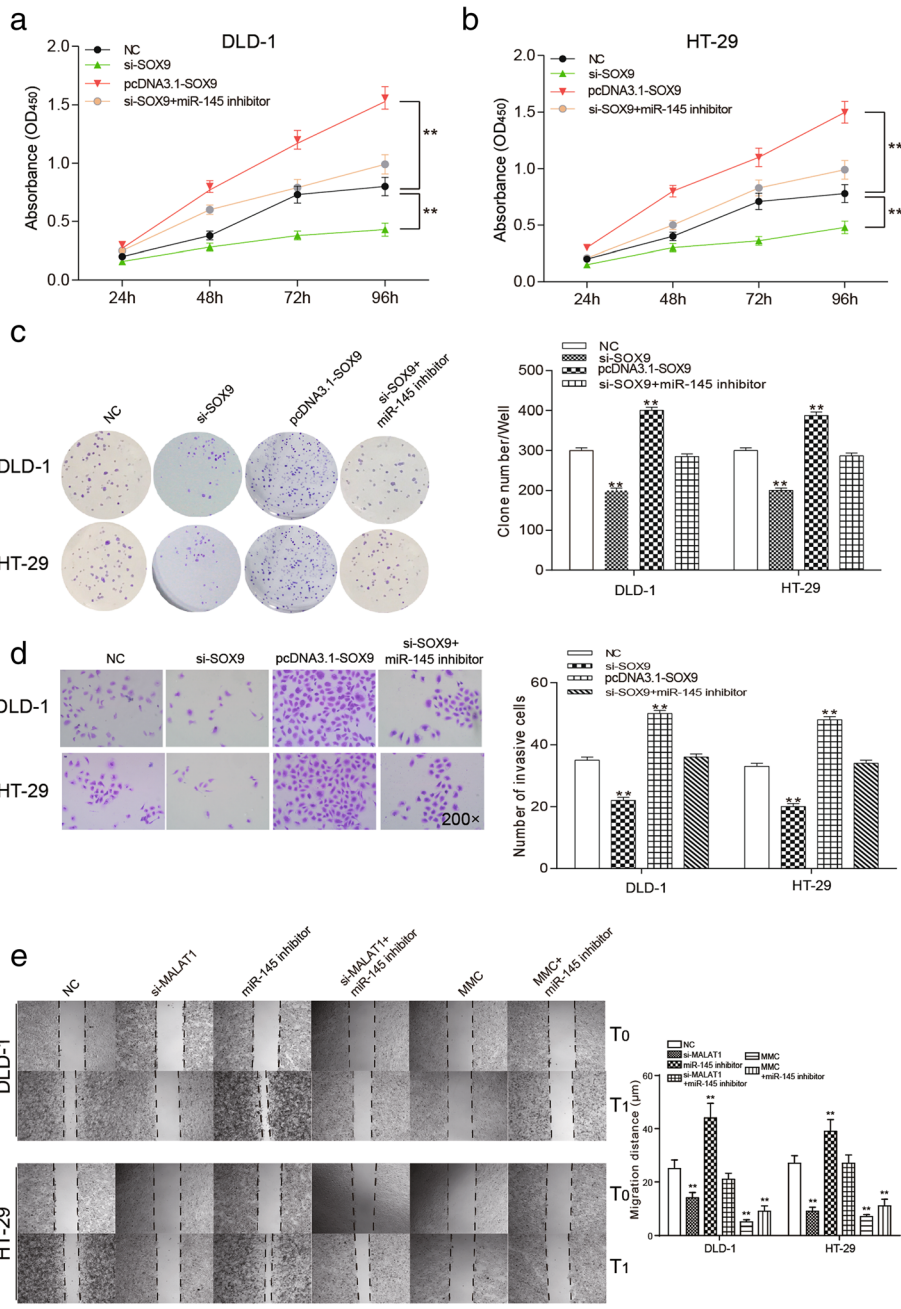 a
DLD-1
2.0
1.5
1.0
0.5
0.0
Absorbance (OD450)
NC
si-SOX9
pcDNA3.1-SOX9
si-SOX9+miR-145 inhibitor
**
**
24h 48h 72h 96h
b
HT-29
2.0
1.5
1.0
0.5
0.0
Absorbance (OD450)
NC
si-SOX9
pcDNA3.1-SOX9
si-SOX9+miR-145 inhibitor
**
**
24h 48h 72h 96h
c
NC
si-SOX9
pcDNA3.1-SOX9
si-SOX9+
miR-145 inhibitor
DLD-1
HT-29
NC
si-SOX9
pcDNA3.1-SOX9
si-SOX9+miR-145 inhibitor
500
400
300
200
100
0
Clone number/Well
** ** ** **
DLD-1 HT-29
d
NC si-SOX9 pcDNA3.1-SOX9
si-SOX9+
miR-145 inhibitor
DLD-1
HT-29
200×
NC
si-SOX9
pcDNA3.1-SOX9
si-SOX9+miR-145 inhibitor
60
40
20
0
Number of invasive cells
** ** ** **
DLD-1 HT-29
e
NC
si-MALAT1
miR-145 inhibitor
si-MALAT1+
miR-145 inhibitor
MMC
MMC+
miR-145 inhibitor
DLD-1
T0
T1
HT-29
T0
T1
NC
si-MALAT1
miR-145 inhibitor
si-MALAT1
+miR-145 inhibitor
MMC
MMC
+miR-145 inhibitor
60
40
20
0
Migration distance (μm)
** ** ** ** ** ** ** **
DLD-1 HT-29